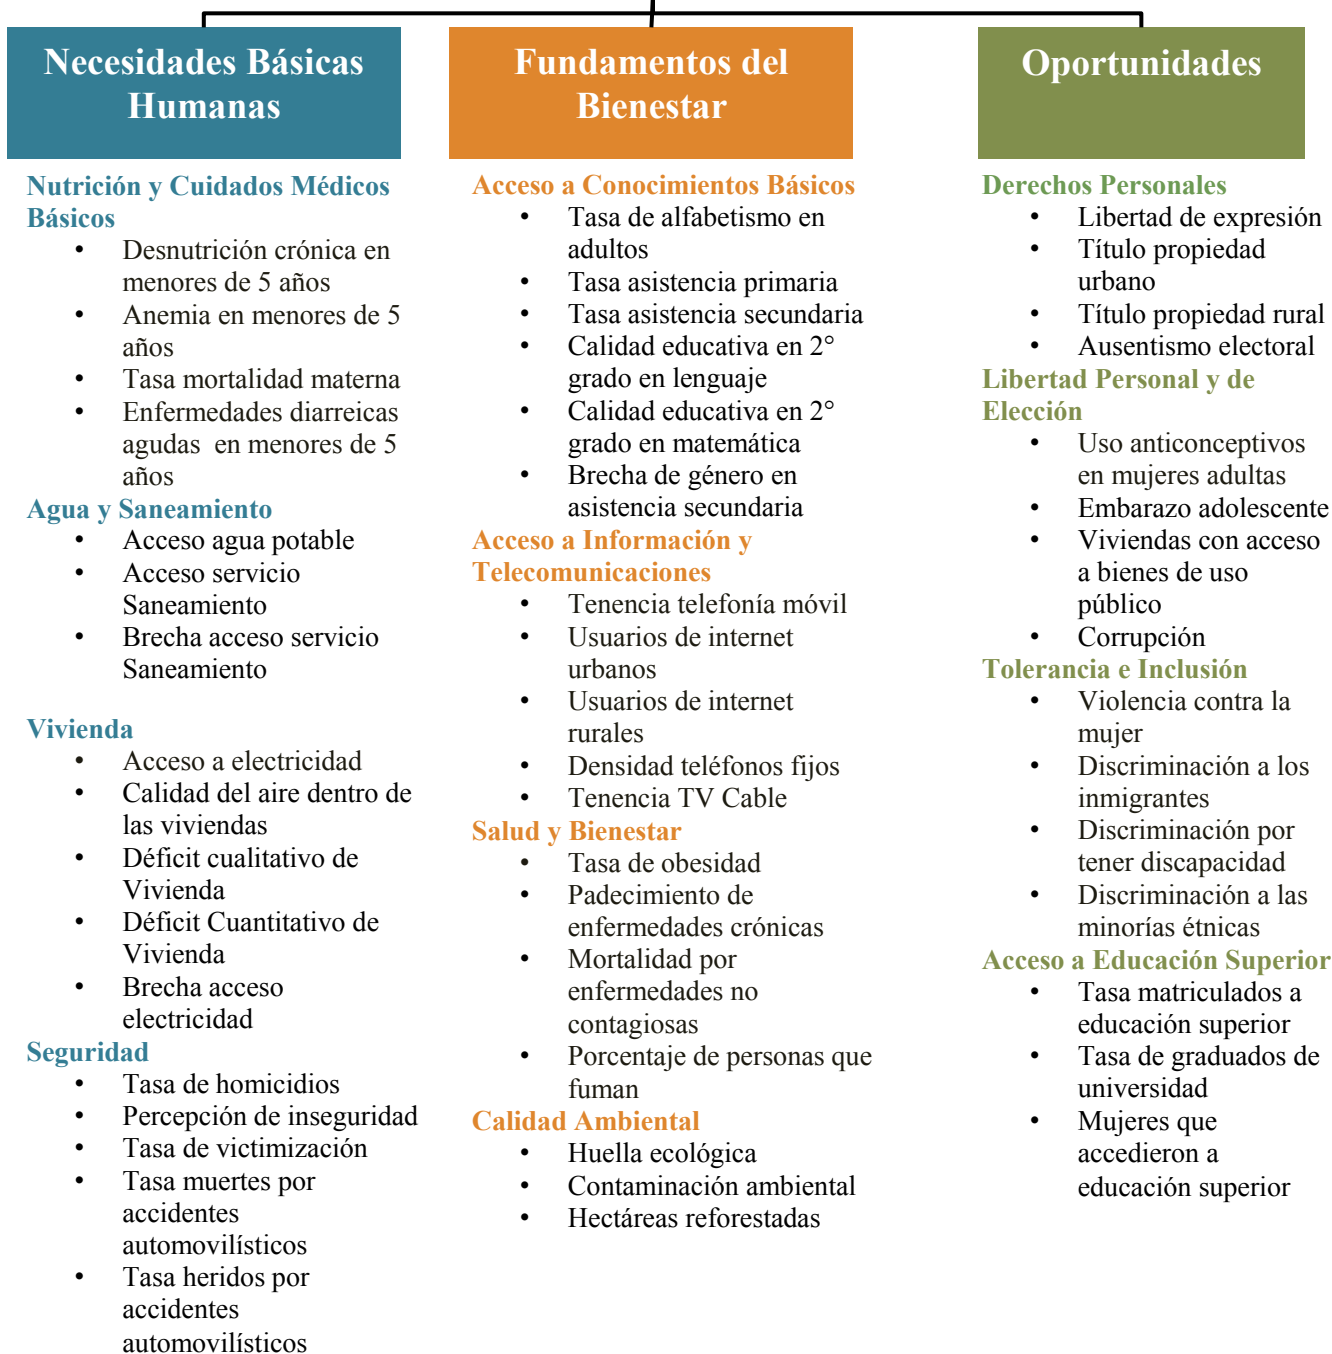 Necesidades Básicas
Humanas
Nutrición y Cuidados Médicos
Básicos
• Desnutrición crónica en
menores de 5 años
• Anemia en menores de 5
años
• Tasa mortalidad materna
• Enfermedades diarreicas
agudas en menores de 5
años
Agua y Saneamiento
• Acceso agua potable
• Acceso servicio
Saneamiento
• Brecha acceso servicio
Saneamiento
Vivienda
• Acceso a electricidad
• Calidad del aire dentro de
las viviendas
• Déficit cualitativo de
Vivienda
• Déficit Cuantitativo de
Vivienda
• Brecha acceso
electricidad
Seguridad
• Tasa de homicidios
• Percepción de inseguridad
• Tasa de victimización
• Tasa muertes por
accidentes
automovilísticos
• Tasa heridos por
accidentes
automovilísticos
Fundamentos del
Bienestar
Acceso a Conocimientos Básicos
• Tasa de alfabetismo en
adultos
• Tasa asistencia primaria
• Tasa asistencia secundaria
• Calidad educativa en 2°
grado en lenguaje
• Calidad educativa en 2°
grado en matemática
• Brecha de género en
asistencia secundaria
Acceso a Información y
Telecomunicaciones
• Tenencia telefonía móvil
• Usuarios de internet
urbanos
• Usuarios de internet
rurales
• Densidad teléfonos fijos
• Tenencia TV Cable
Salud y Bienestar
• Tasa de obesidad
• Padecimiento de
enfermedades crónicas
• Mortalidad por
enfermedades no
contagiosas
• Porcentaje de personas que
fuman
Calidad Ambiental
• Huella ecológica
• Contaminación ambiental
• Hectáreas reforestadas
Oportunidades
Derechos Personales
• Libertad de expresión
• Título propiedad
urbano
• Título propiedad rural
• Ausentismo electoral
Libertad Personal y de
Elección
• Uso anticonceptivos
en mujeres adultas
• Embarazo adolescente
• Viviendas con acceso
a bienes de uso
público
• Corrupción
Tolerancia e Inclusión
• Violencia contra la
mujer
• Discriminación a los
inmigrantes
• Discriminación por
tener discapacidad
• Discriminación a las
minorías étnicas
Acceso a Educación Superior
• Tasa matriculados a
educación superior
• Tasa de graduados de
universidad
• Mujeres que
accedieron a
educación superior